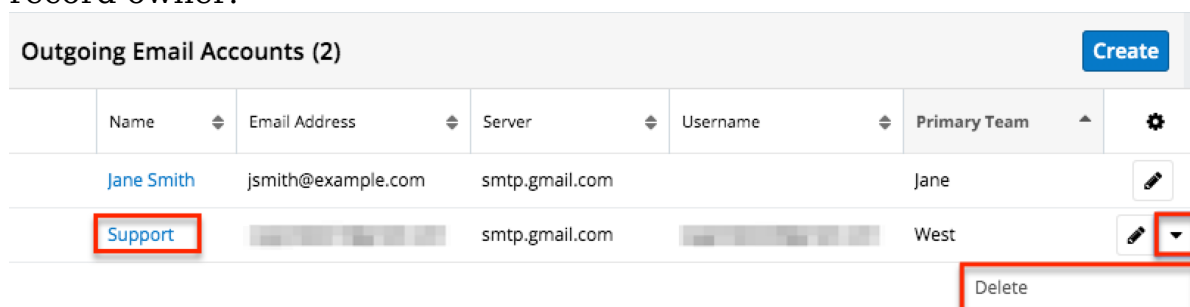 record owner.
Outgoing Email Accounts (2) Create
Name Email Address Server Username Primary Team
Jane Smith jsmith@example.com smtp.gmail.com Jane
Support smtp.gmail.com West
Delete